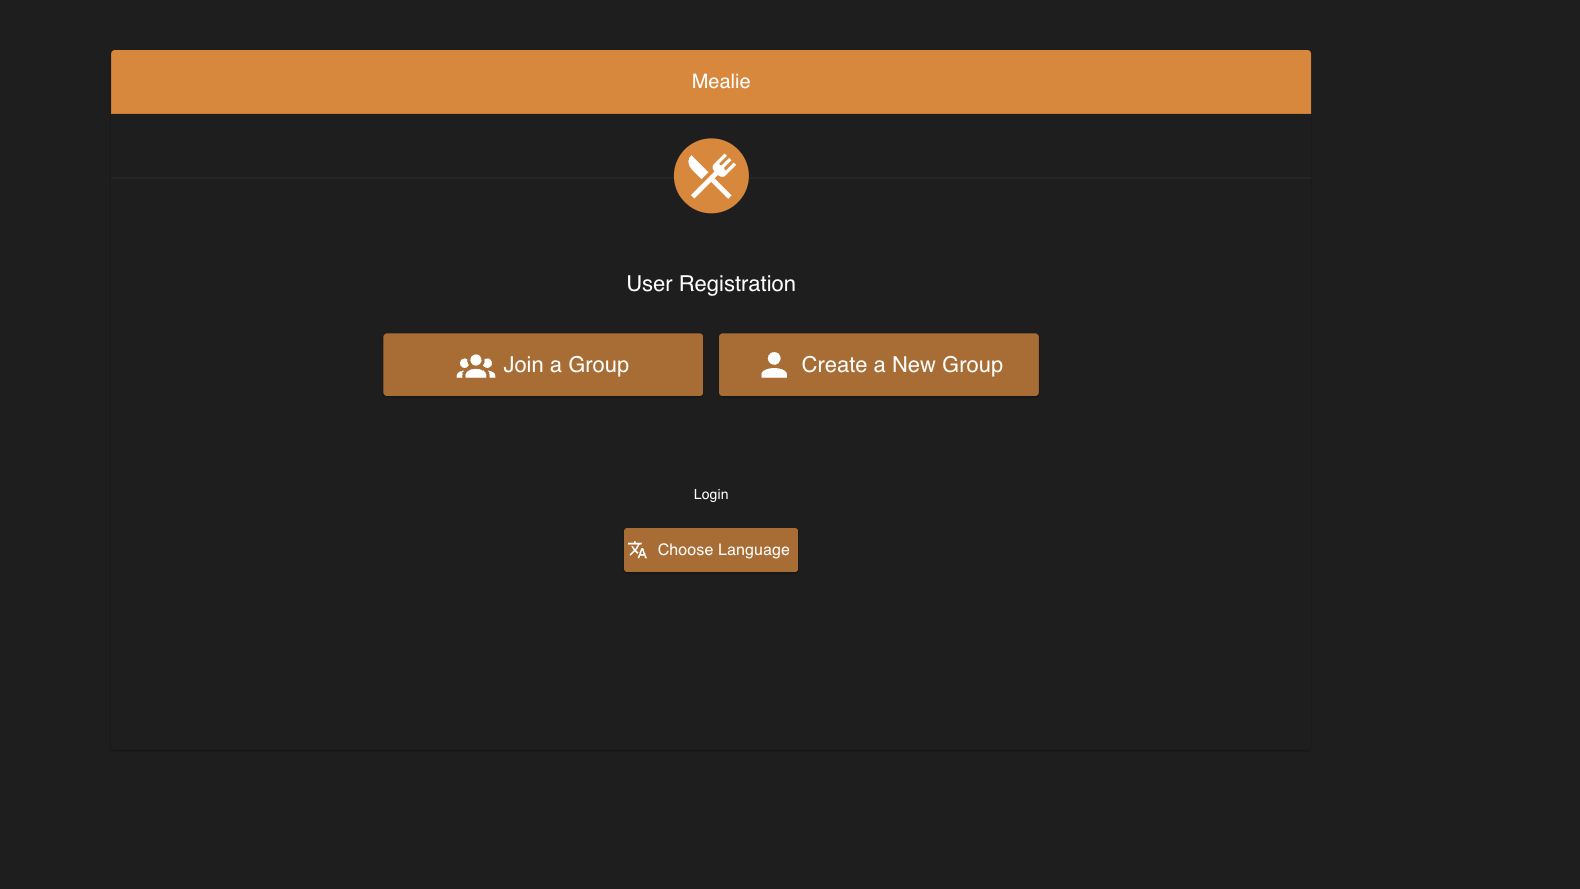 Mealie
User Registration
Join a Group
Create a New Group
Login
Choose Language